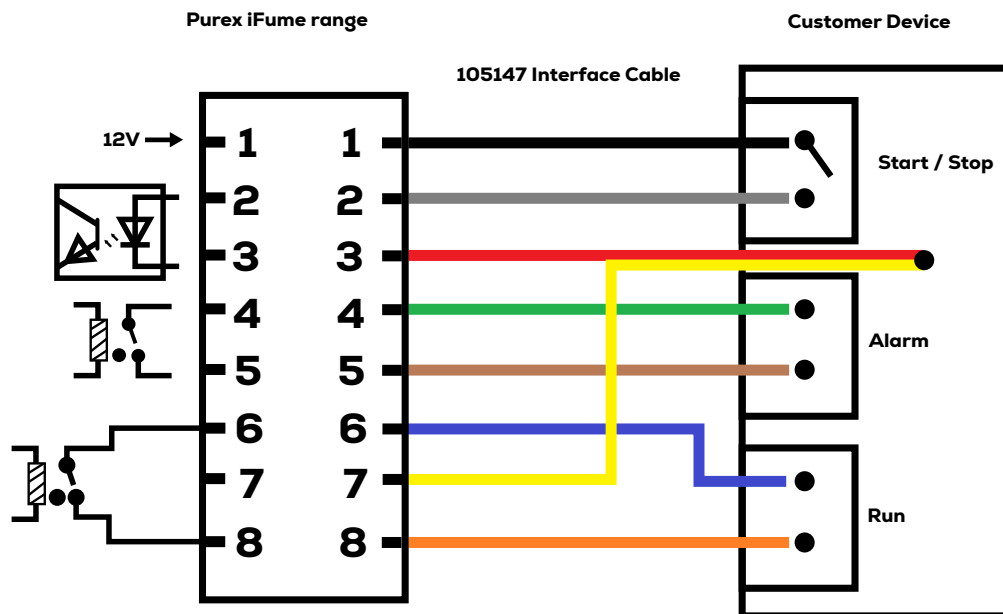 Purex iFume range
Customer Device
105147 Interface Cable
12V
1 1
Start / Stop
2 2
3 3
4 4
Alarm
5 5
6 6
7 7
Run
8 8